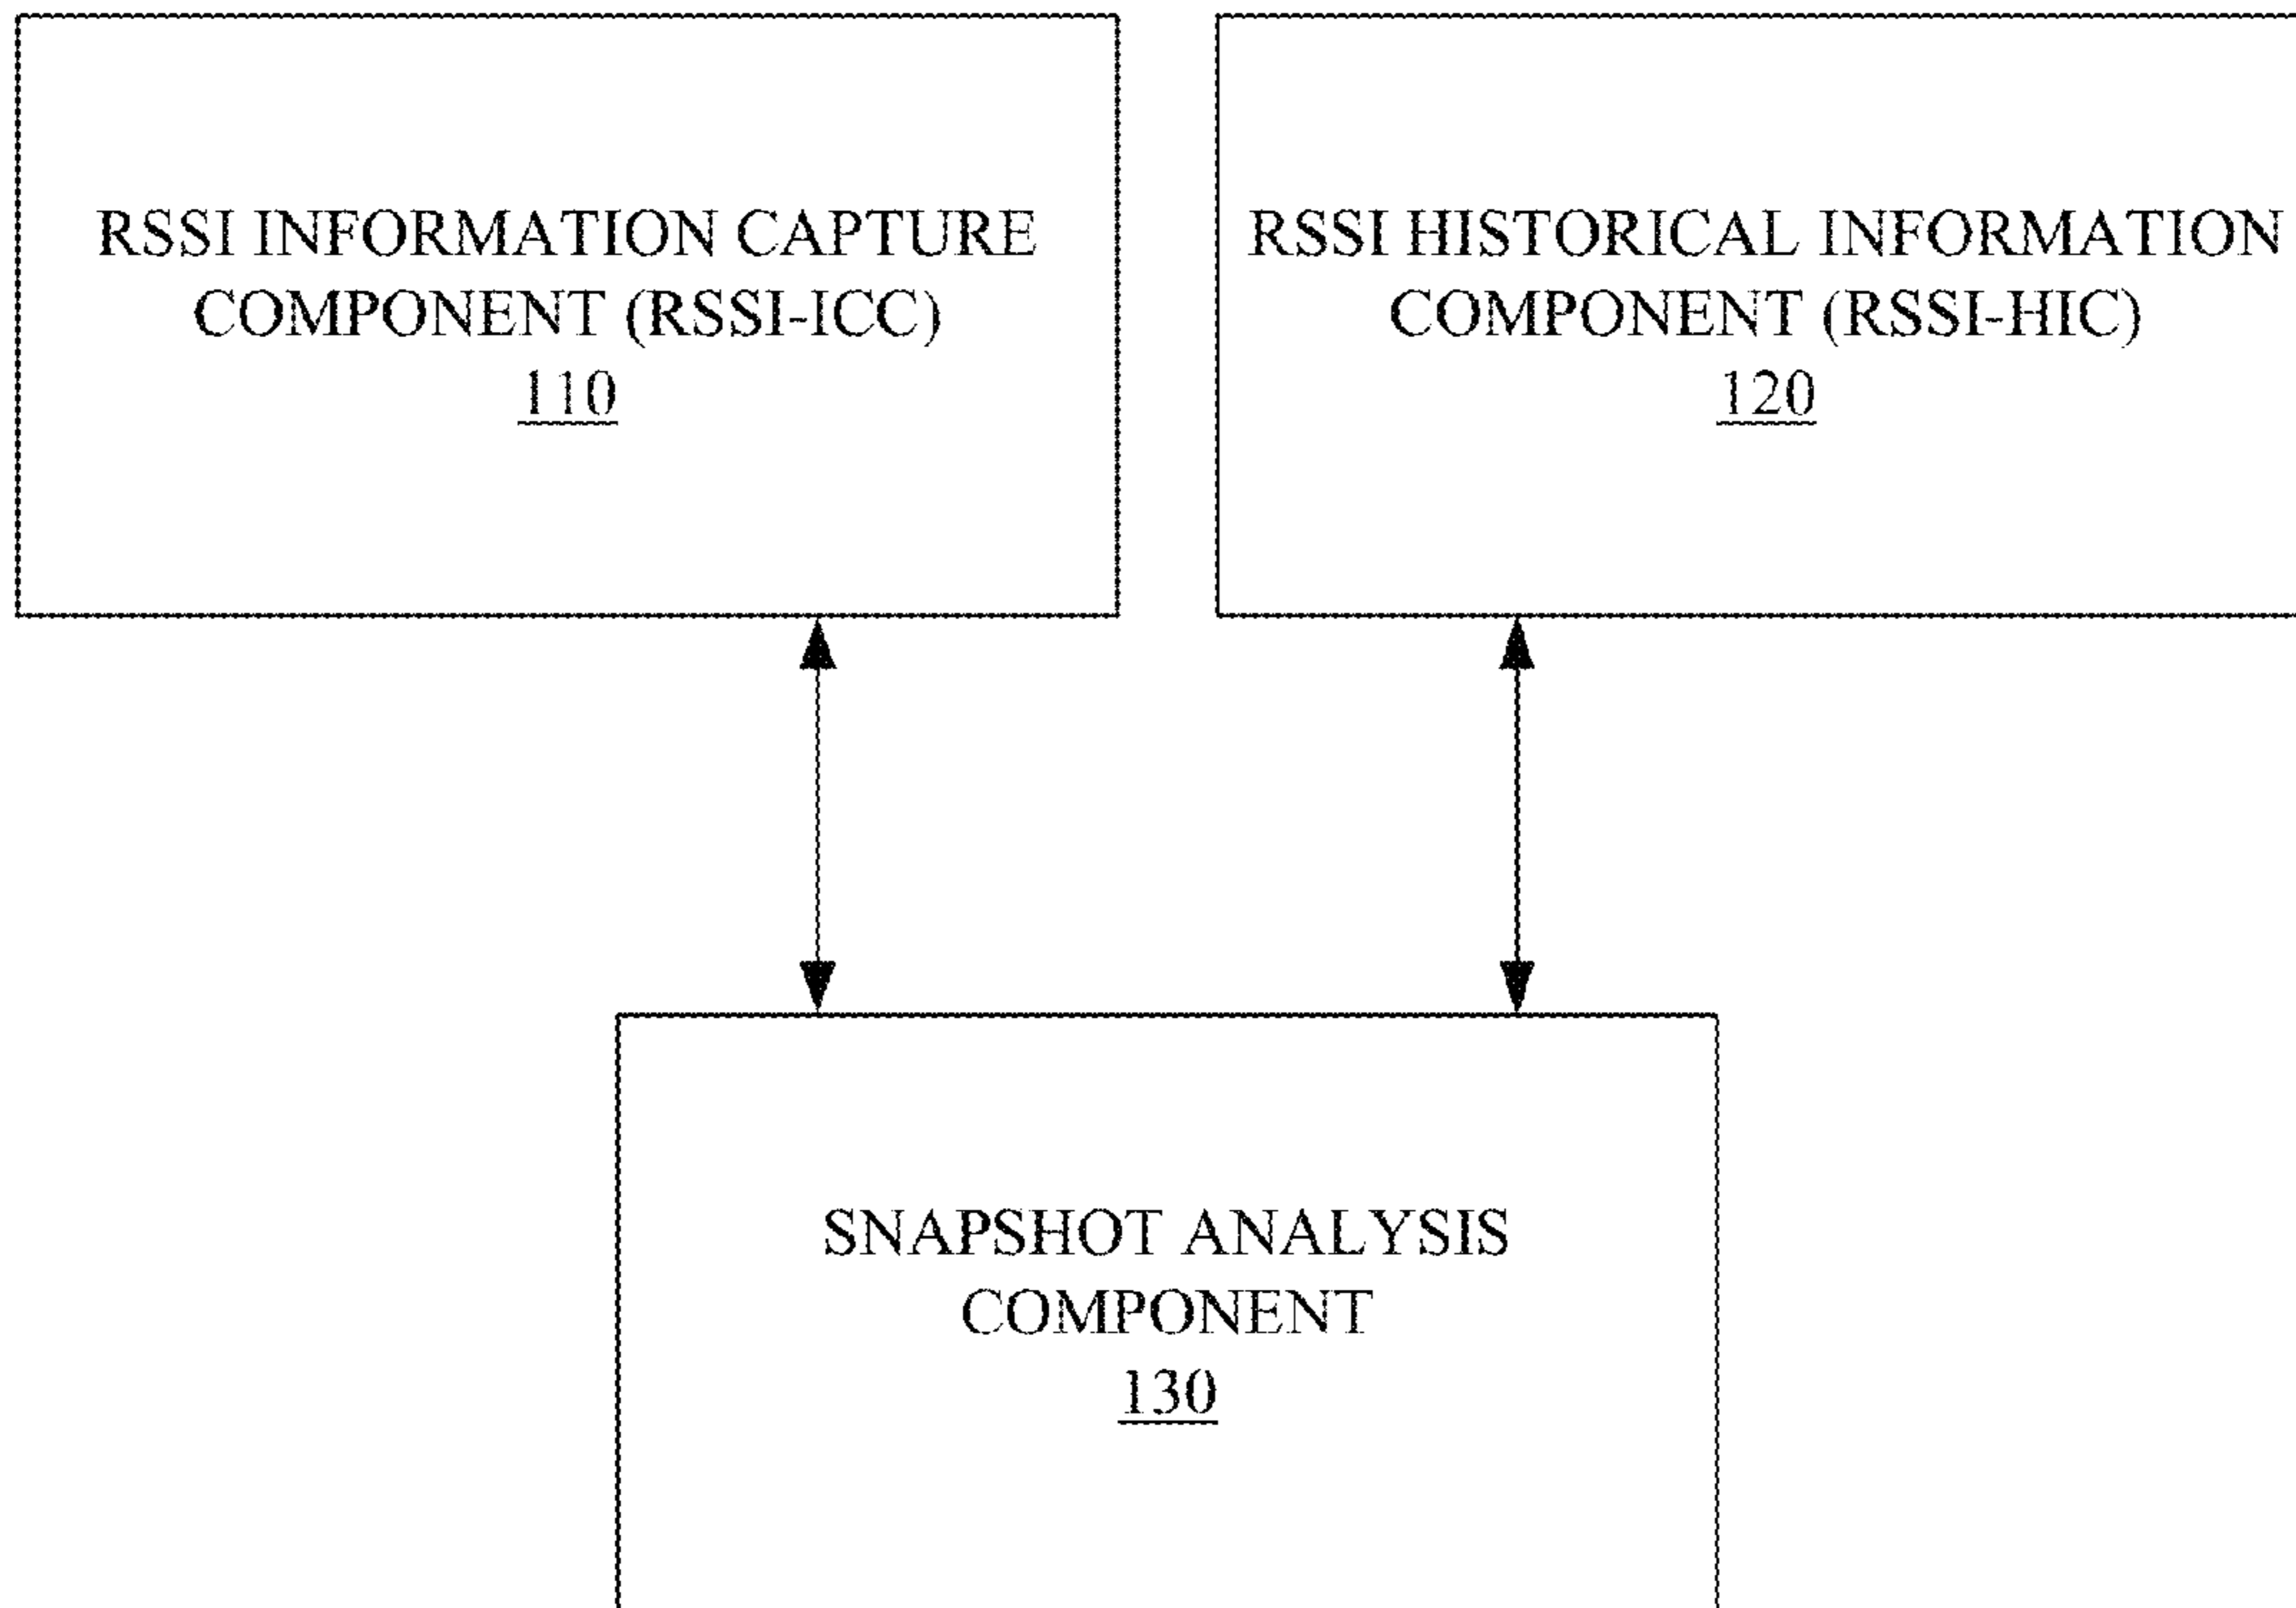 RSSI INFORMATION CAPTURE
COMPONENT (RSSI-ICC)
110
RSSI HISTORICAL INFORMATION
COMPONENT (RSSI-HIC)
120
SNAPSHOT ANALYSIS
COMPONENT
130